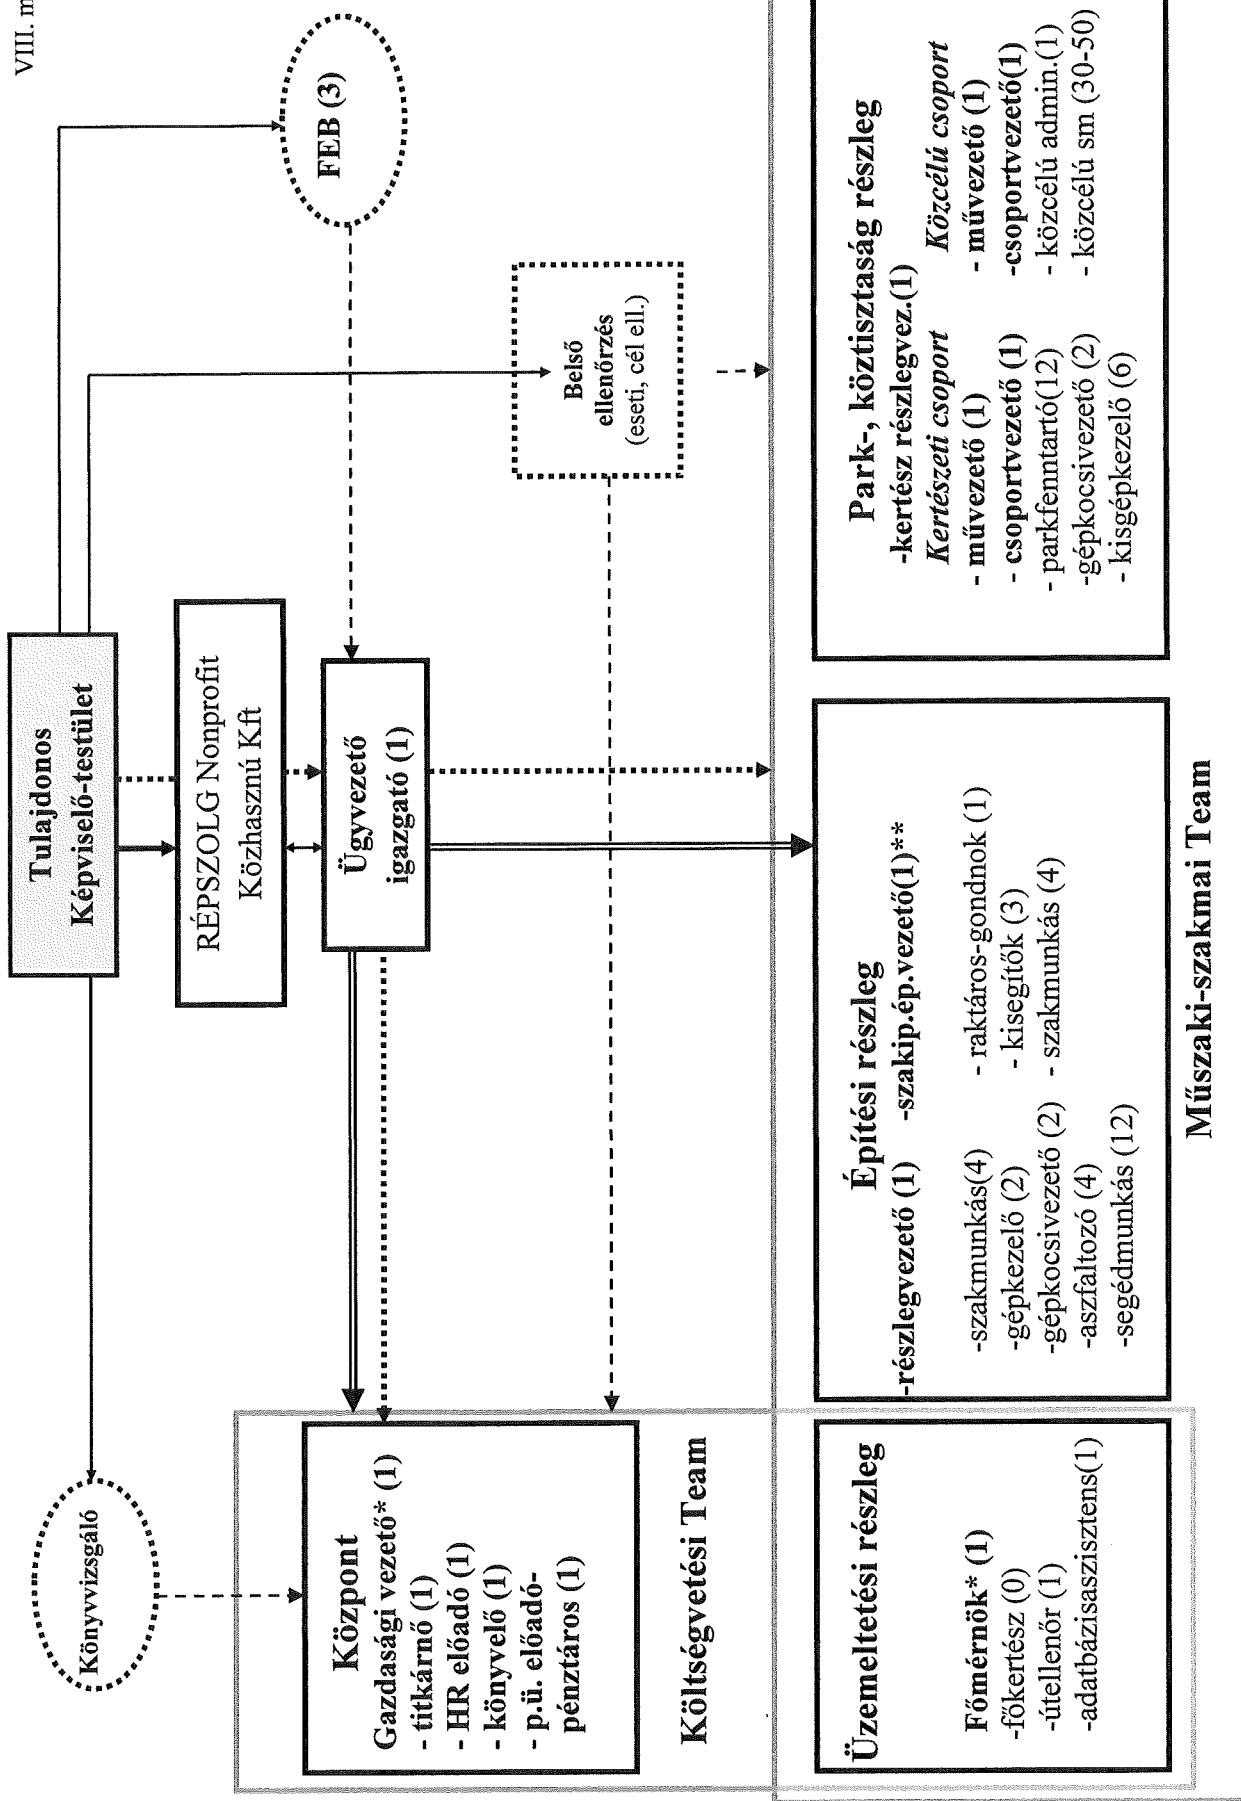 VIII. m
Tulajdonos
Képviselő-testület
RÉPSZOLG Nonprofit
Közhasznú Kft
Ügyvezető
igazgató (1)
FEB (3)
Könyvvizsgáló
Belső
ellenőrzés
(eseti, cél ell.)
Központ
Gazdasági vezető* (1)
- titkárnő (1)
- HR előadó (1)
- könyvelő (1)
- p.ü. előadó-
pénztáros (1)
Költségvetési Team
Üzemeltetési részleg
Főmérnök* (1)
-főkertész (0)
-útellenőr (1)
-adatbázisaszisztens(1)
Építési részleg
-részlegvezető (1) -szakip.ép.vezető(1)**
-szakmunkás(4) - raktáros-gondnok (1)
-gépkezelő (2) - kisegítők (3)
-gépkocsivezető (2) - szakmunkás (4)
-aszfaltozó (4)
-segédmunkás (12)
Park-, köztisztaság részleg
-kertész részlegvez.(1)
Kertészeti csoport Közcélú csoport
- művezető (1) - művezető (1)
- csoportvezető (1) -csoportvezető(1)
- parkfenntartó(12) - közcélú admin.(1)
-gépkocsivezető (2) - közcélú sm (30-50)
- kisgépkezelő (6)
Műszaki-szakmai Team